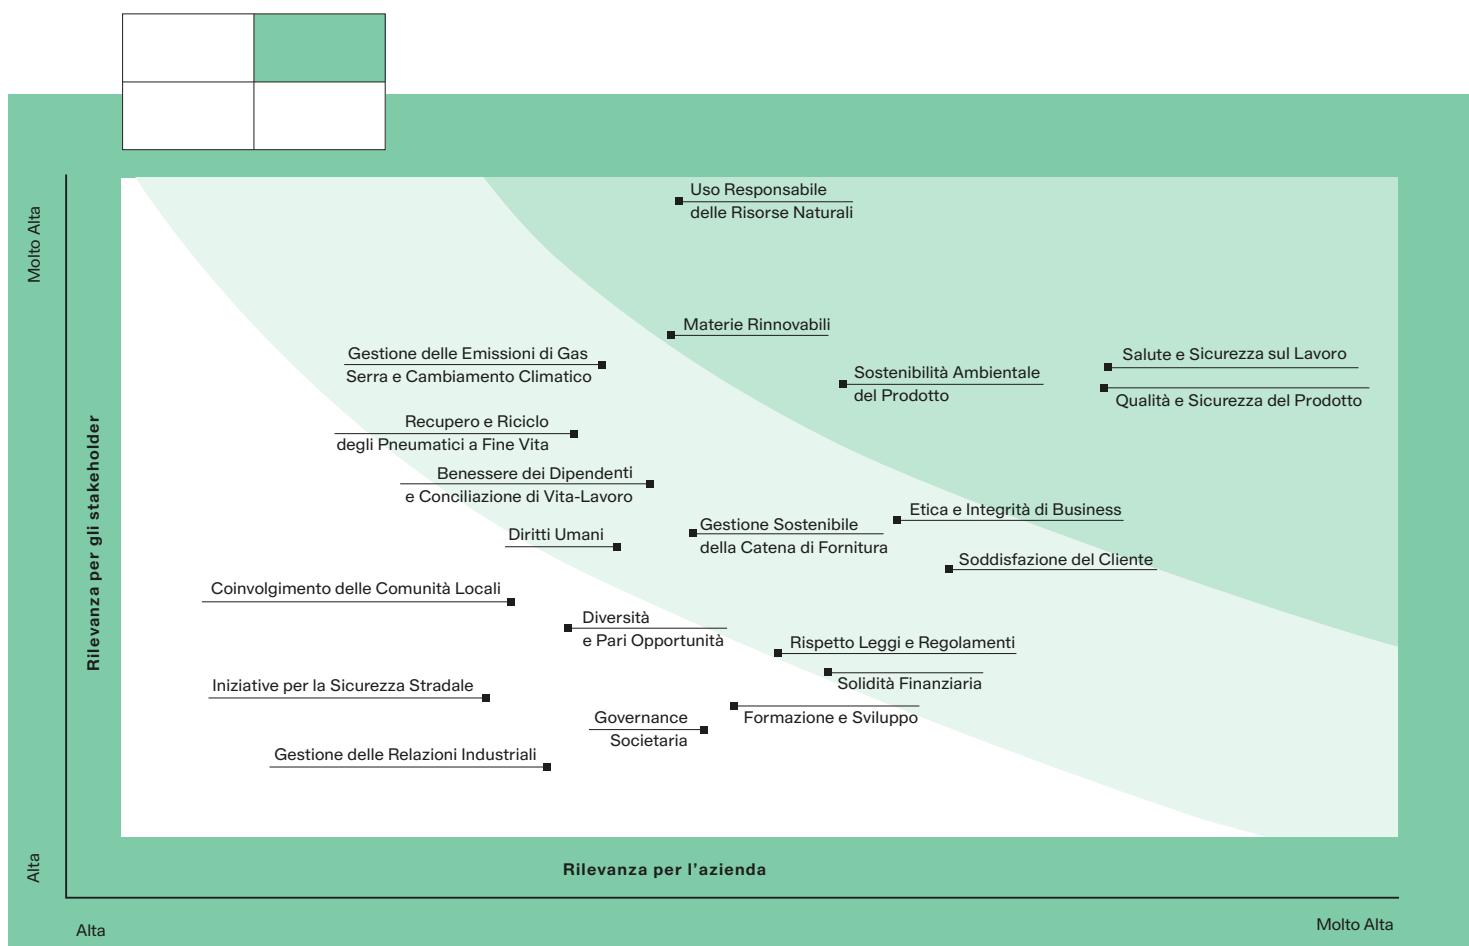 Uso Responsabile
delle Risorse Naturali
Molto Alta
Materie Rinnovabili
Gestione delle Emissioni di Gas
Serra e Cambiamento Climatico
Salute e Sicurezza sul Lavoro
Sostenibilità Ambientale
del Prodotto
Qualità e Sicurezza del Prodotto
Recupero e Riciclo
degli Pneumatici a Fine Vita
Benessere dei Dipendenti
e Conciliazione di Vita-Lavoro
Etica e Integrità di Business
Gestione Sostenibile
della Catena di Fornitura
Diritti Umani
Soddisfazione del Cliente
Rilevanza per gli stakeholder
Coinvolgimento delle Comunità Locali
Diversità
e Pari Opportunità
Rispetto Leggi e Regolamenti
Solidità Finanziaria
Iniziative per la Sicurezza Stradale
Formazione e Sviluppo
Governance
Societaria
Gestione delle Relazioni Industriali
Alta
Rilevanza per l'azienda
Alta
Molto Alta